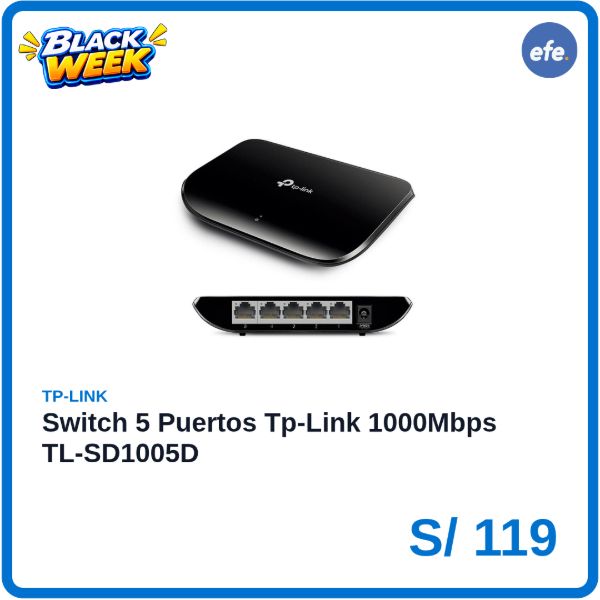 BLACK
WEEK
efe.
tp-link
TP-LINK
Switch 5 Puertos Tp-Link 1000Mbps
TL-SD1005D
S/ 119